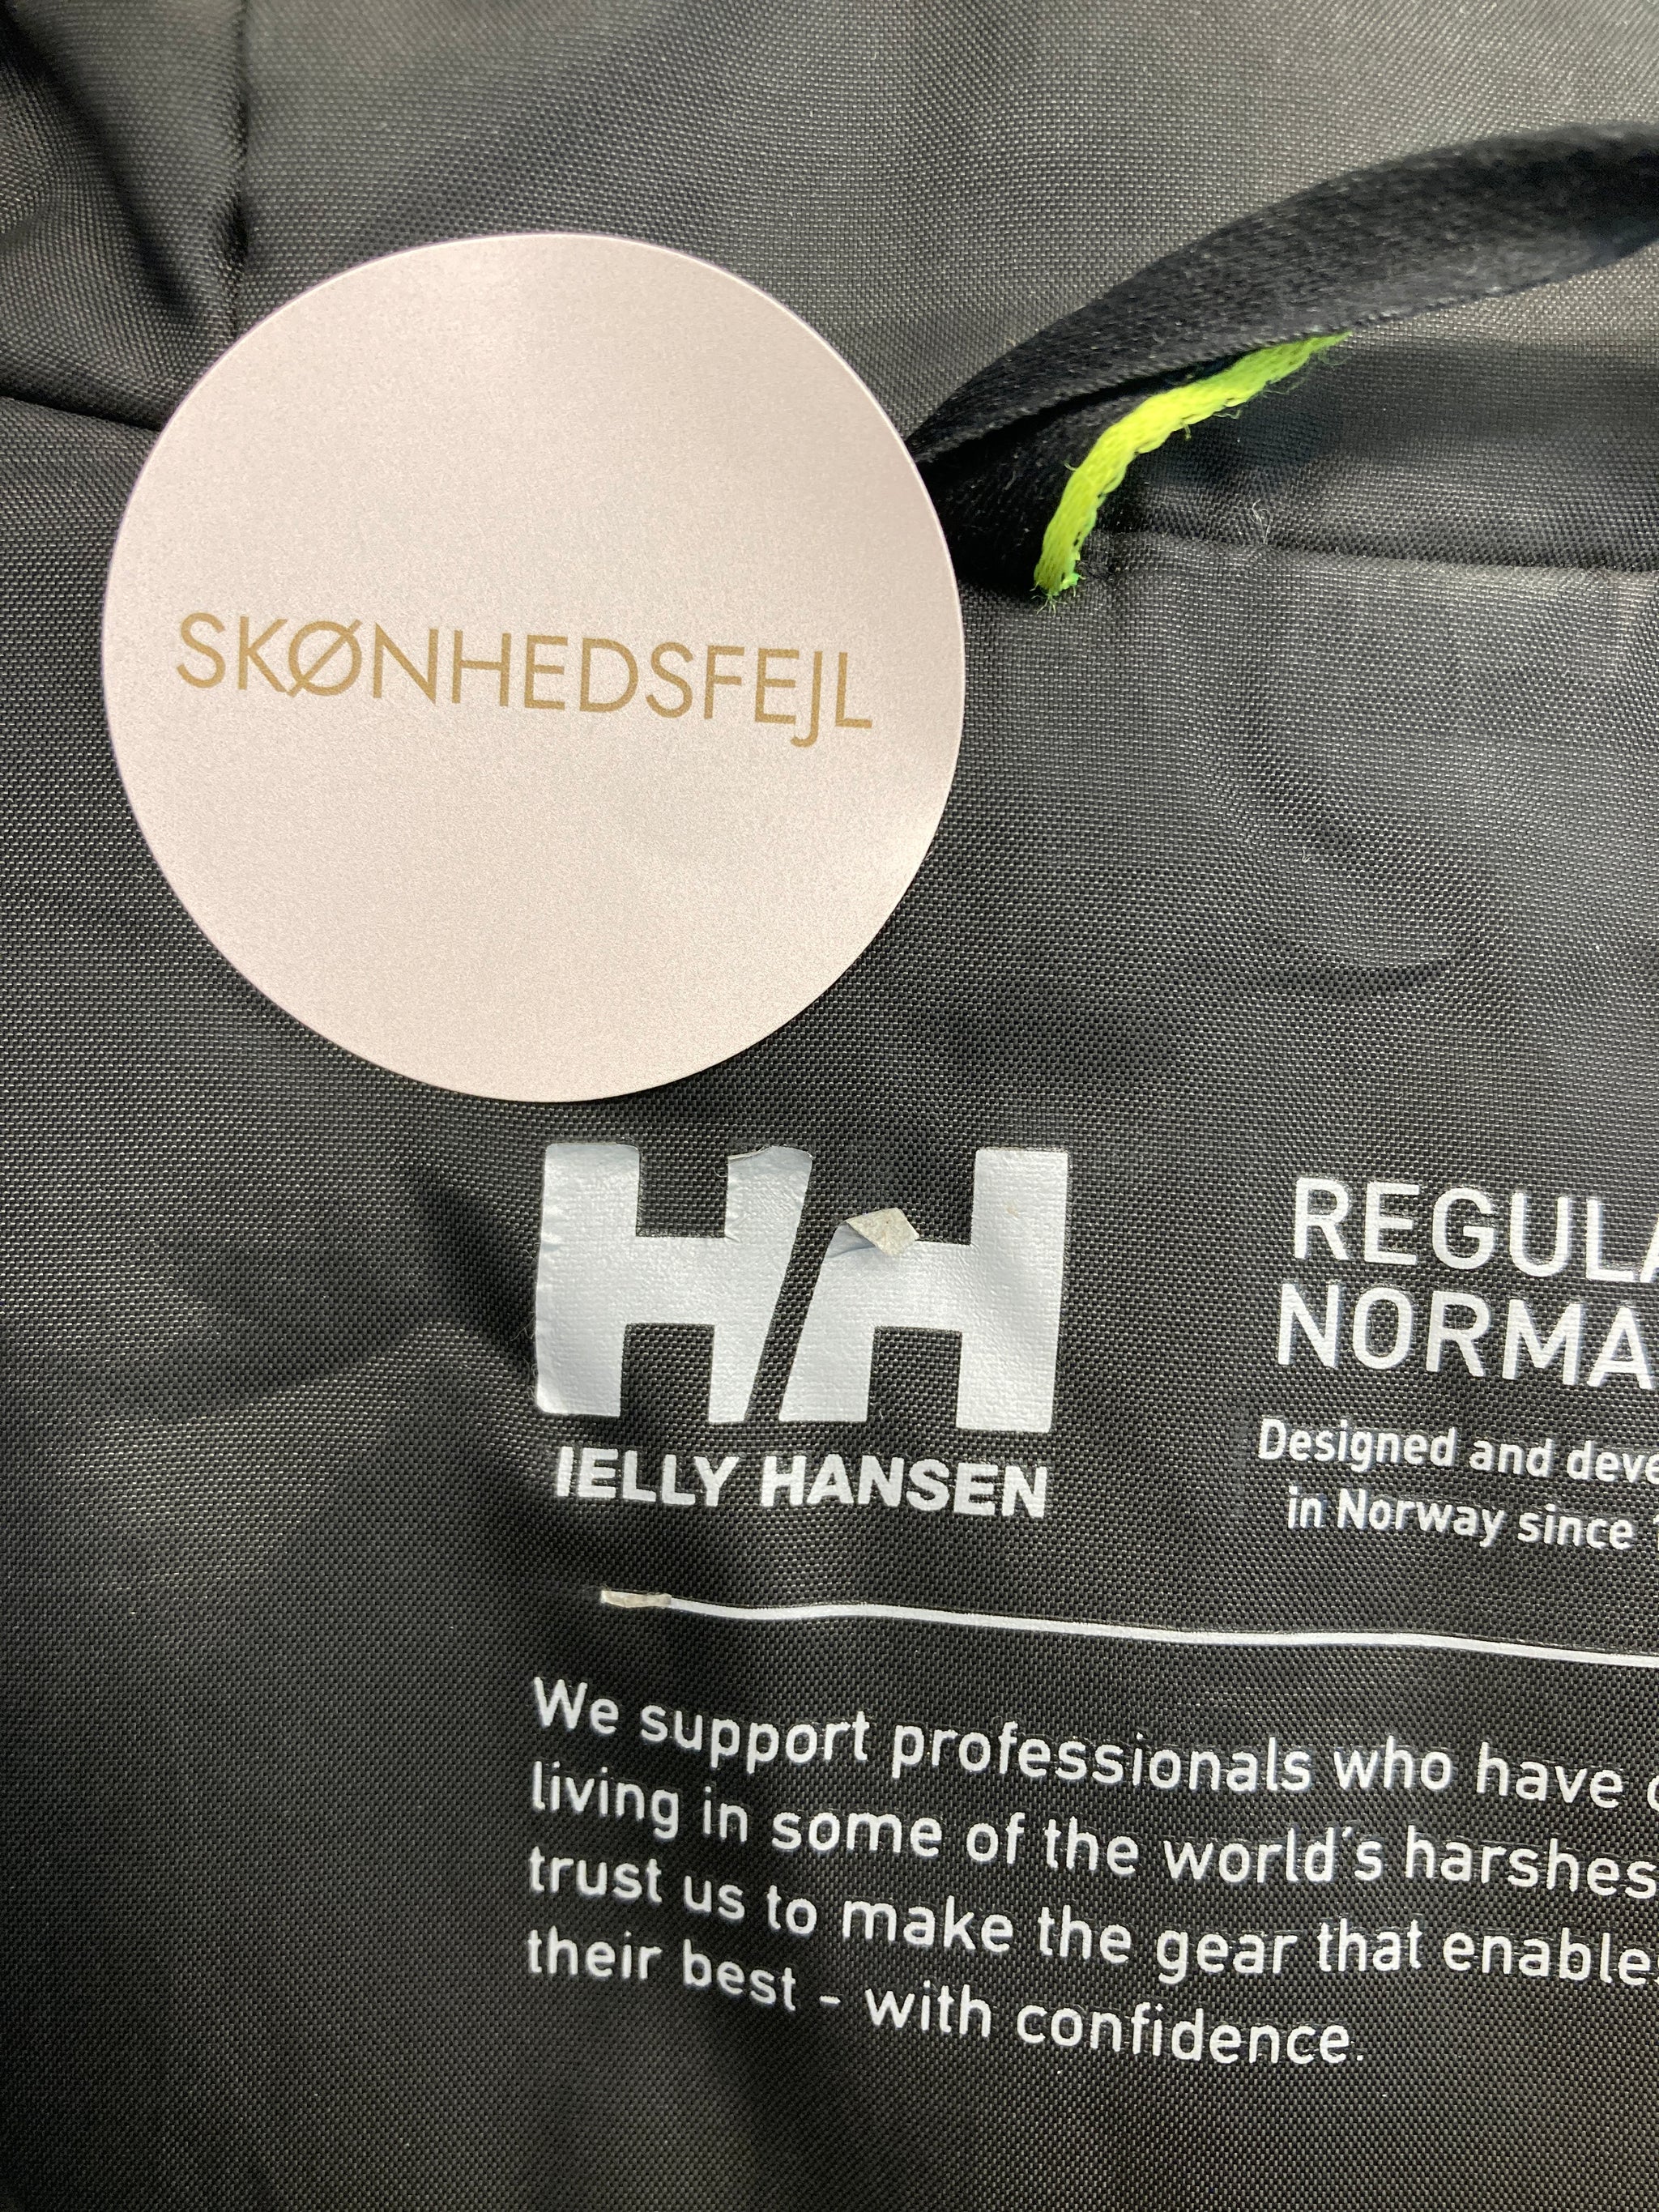 SKØNHEDSFEJL
HH
IELLY HANSEN
REGULA
NORMA
Designed and deve
in Norway since
We support professionals who have
living in some of the world's harshes
trust us to make the gear that enables
their best - with confidence.